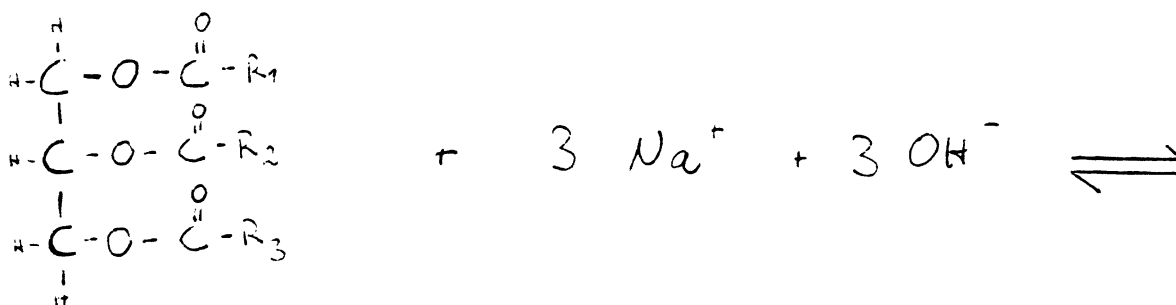 H O
H-C-O-C-R1
H-C-O-C-R2 + 3 Na⁺ + 3 OH⁻ ⇌
O
H-C-O-C-R3
O
H